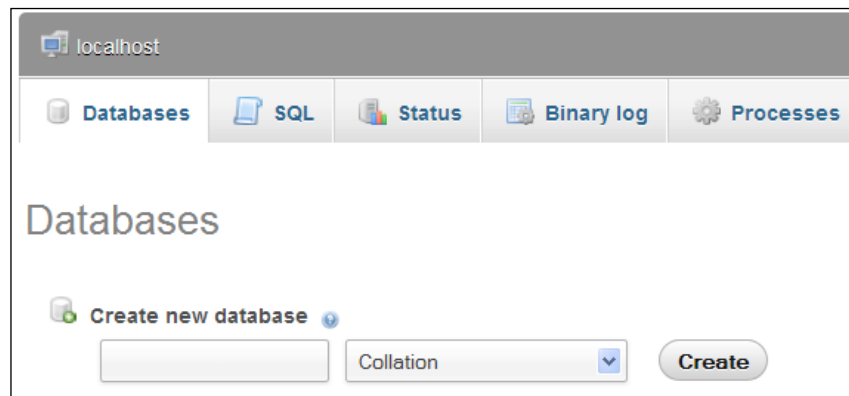 localhost
Databases SQL Status Binary log Processes
Databases
Create new database
Collation Create